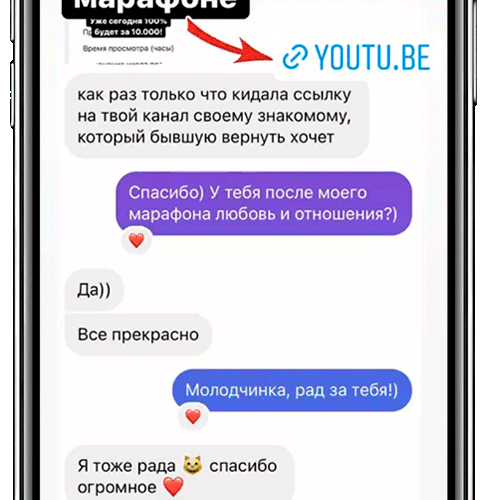 марафоне
Уже сегодня 100%
будет за 10.000!
Время просмотра (часы)
YOUTU.BE
как раз только что кидала ссылку
на твой канал своему знакомому,
который бывшую вернуть хочет
Спасибо) У тебя после моего
марафона любовь и отношения?)
Да))
Все прекрасно
Молодчинка, рад за тебя!)
Я тоже рада 😺 спасибо
огромное ❤️